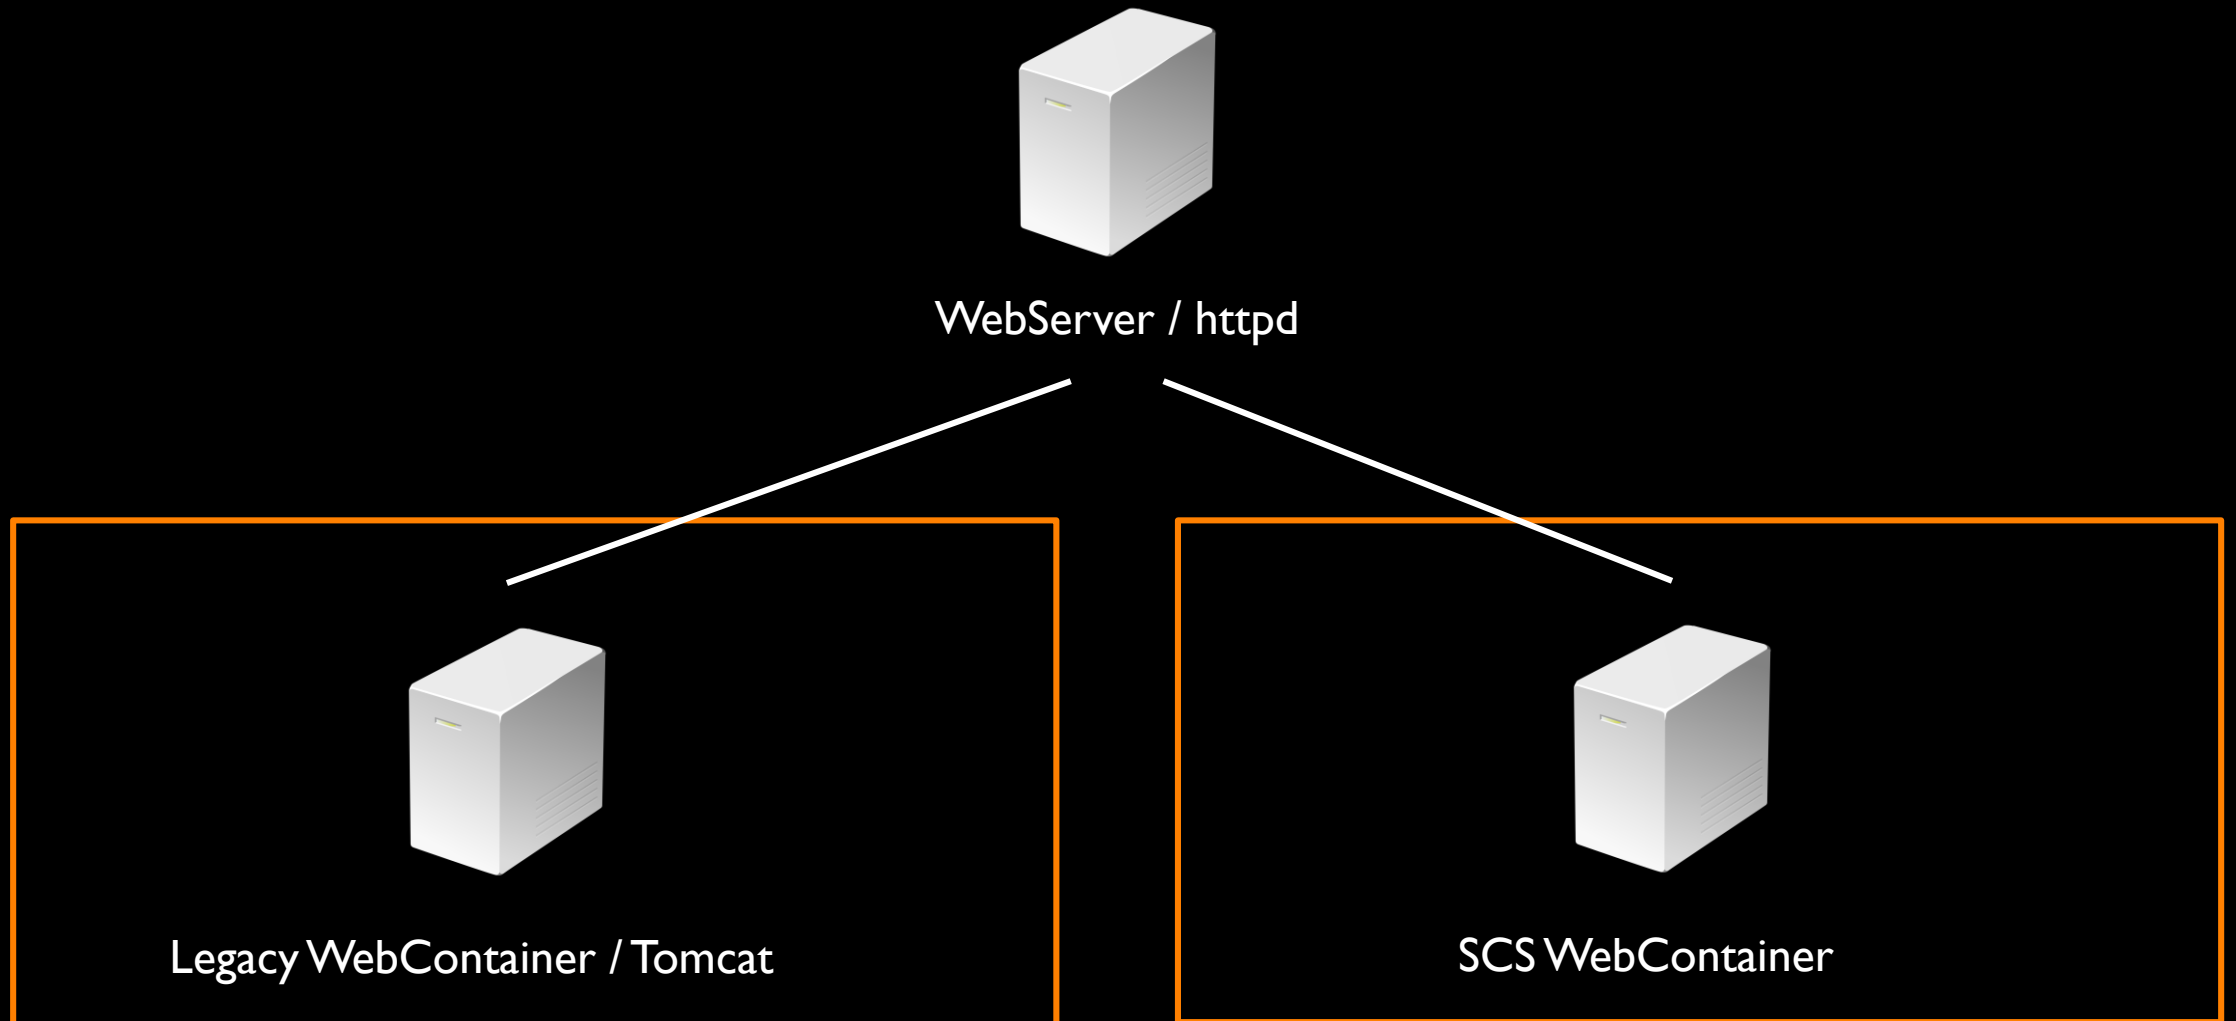 WebServer / httpd
Legacy WebContainer / Tomcat
SCS WebContainer